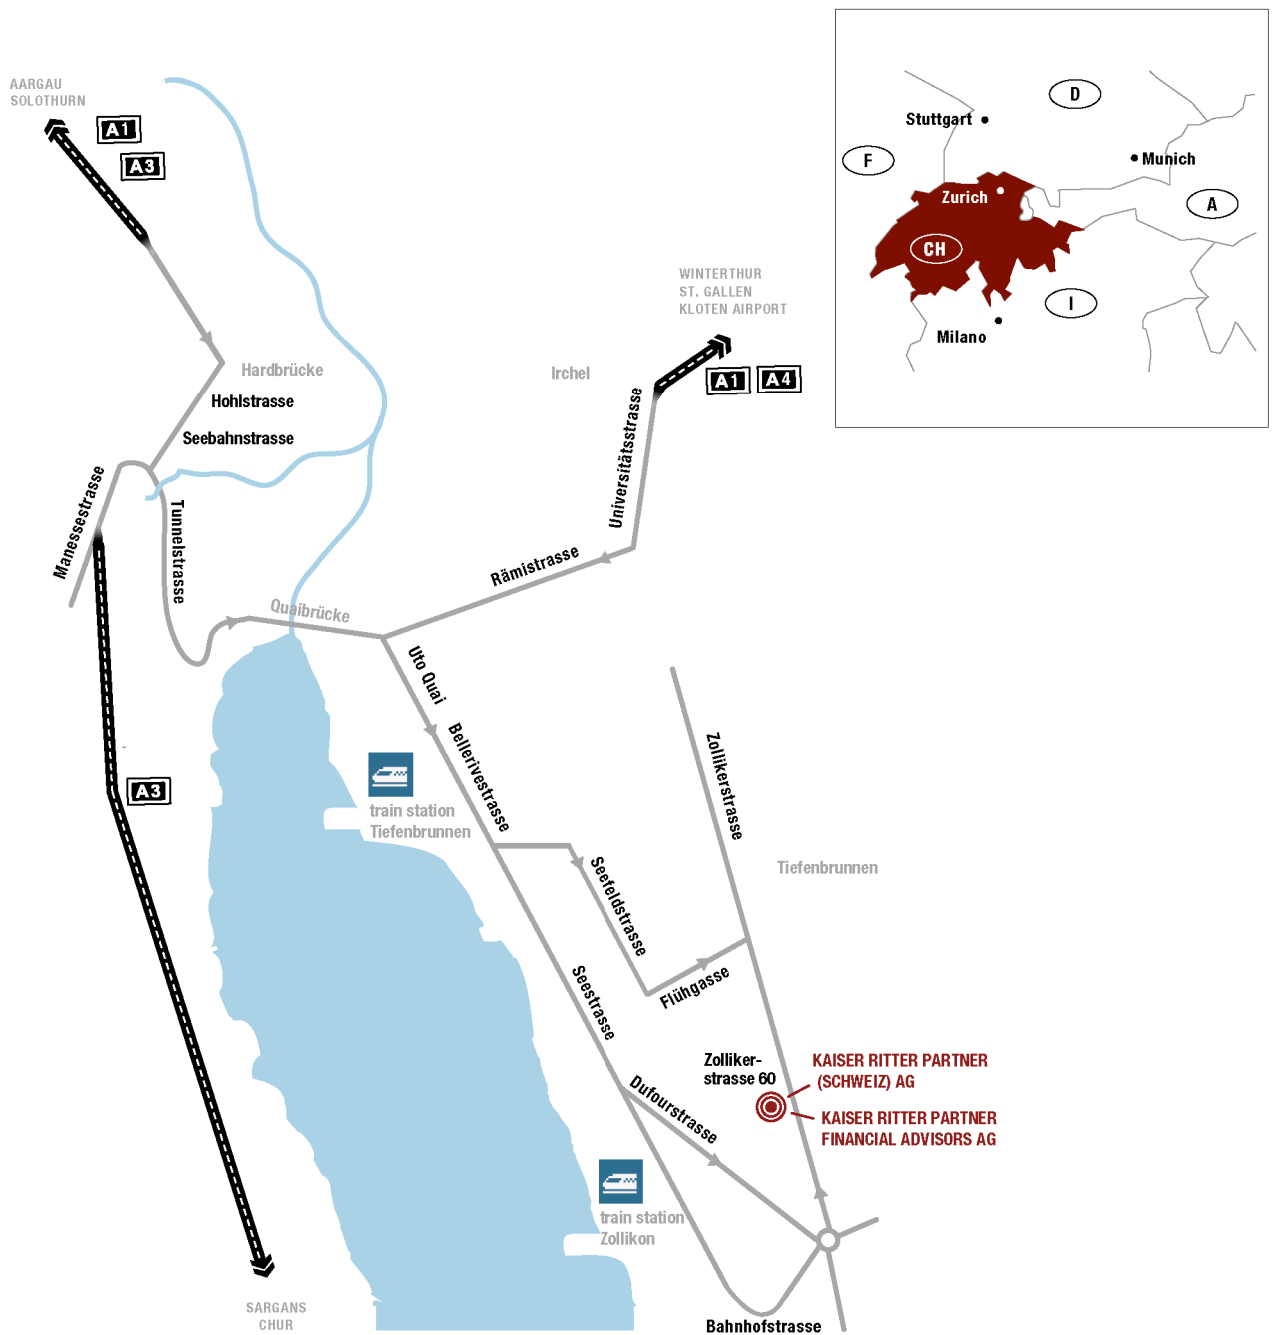 AARGAU
SOLOTHURN
A1
A3
Hardbrücke
Hohlstrasse
Seebahnstrasse
Manessestrasse
Tunnelstrasse
Quaibrücke
A3
SARGANS
CHUR
WINTERTHUR
ST. GALLEN
KLOTEN AIRPORT
A1
A4
Irchel
Universitätsstrasse
Rämistrasse
Uto Quai
Bellerivestrasse
train station
Tiefenbrunnen
Seefeldstrasse
Flühgasse
Zollikerstrasse
Tiefenbrunnen
Seestrasse
Dufourstrasse
Zolliker-
strasse 60
KAISER RITTER PARTNER
(SCHWEIZ) AG
KAISER RITTER PARTNER
FINANCIAL ADVISORS AG
train station
Zollikon
Bahnhofstrasse
D
Stuttgart
F
Munich
Zurich
A
CH
I
Milano